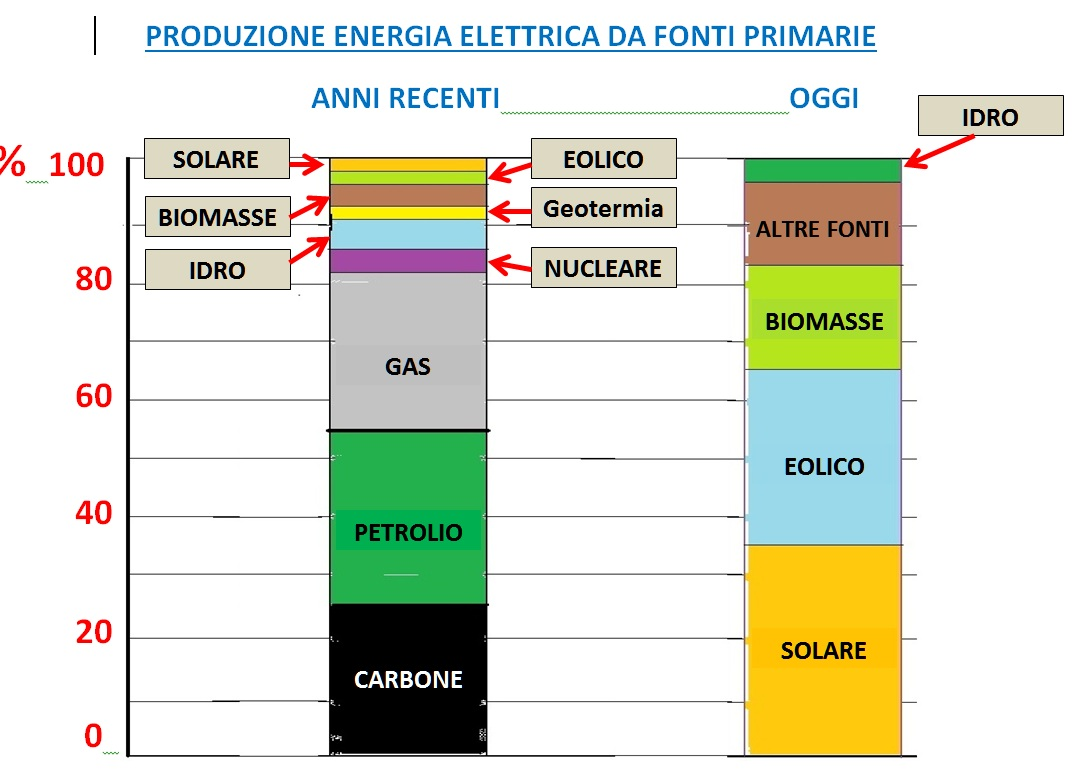 PRODUZIONE ENERGIA ELETTRICA DA FONTI PRIMARIE
ANNI RECENTI OGGI
IDRO
% 100
SOLARE
EOLICO
BIOMASSE
Geotermia
ALTRE FONTI
IDRO
NUCLEARE
80
BIOMASSE
GAS
60
EOLICO
40
PETROLIO
20
SOLARE
CARBONE
0